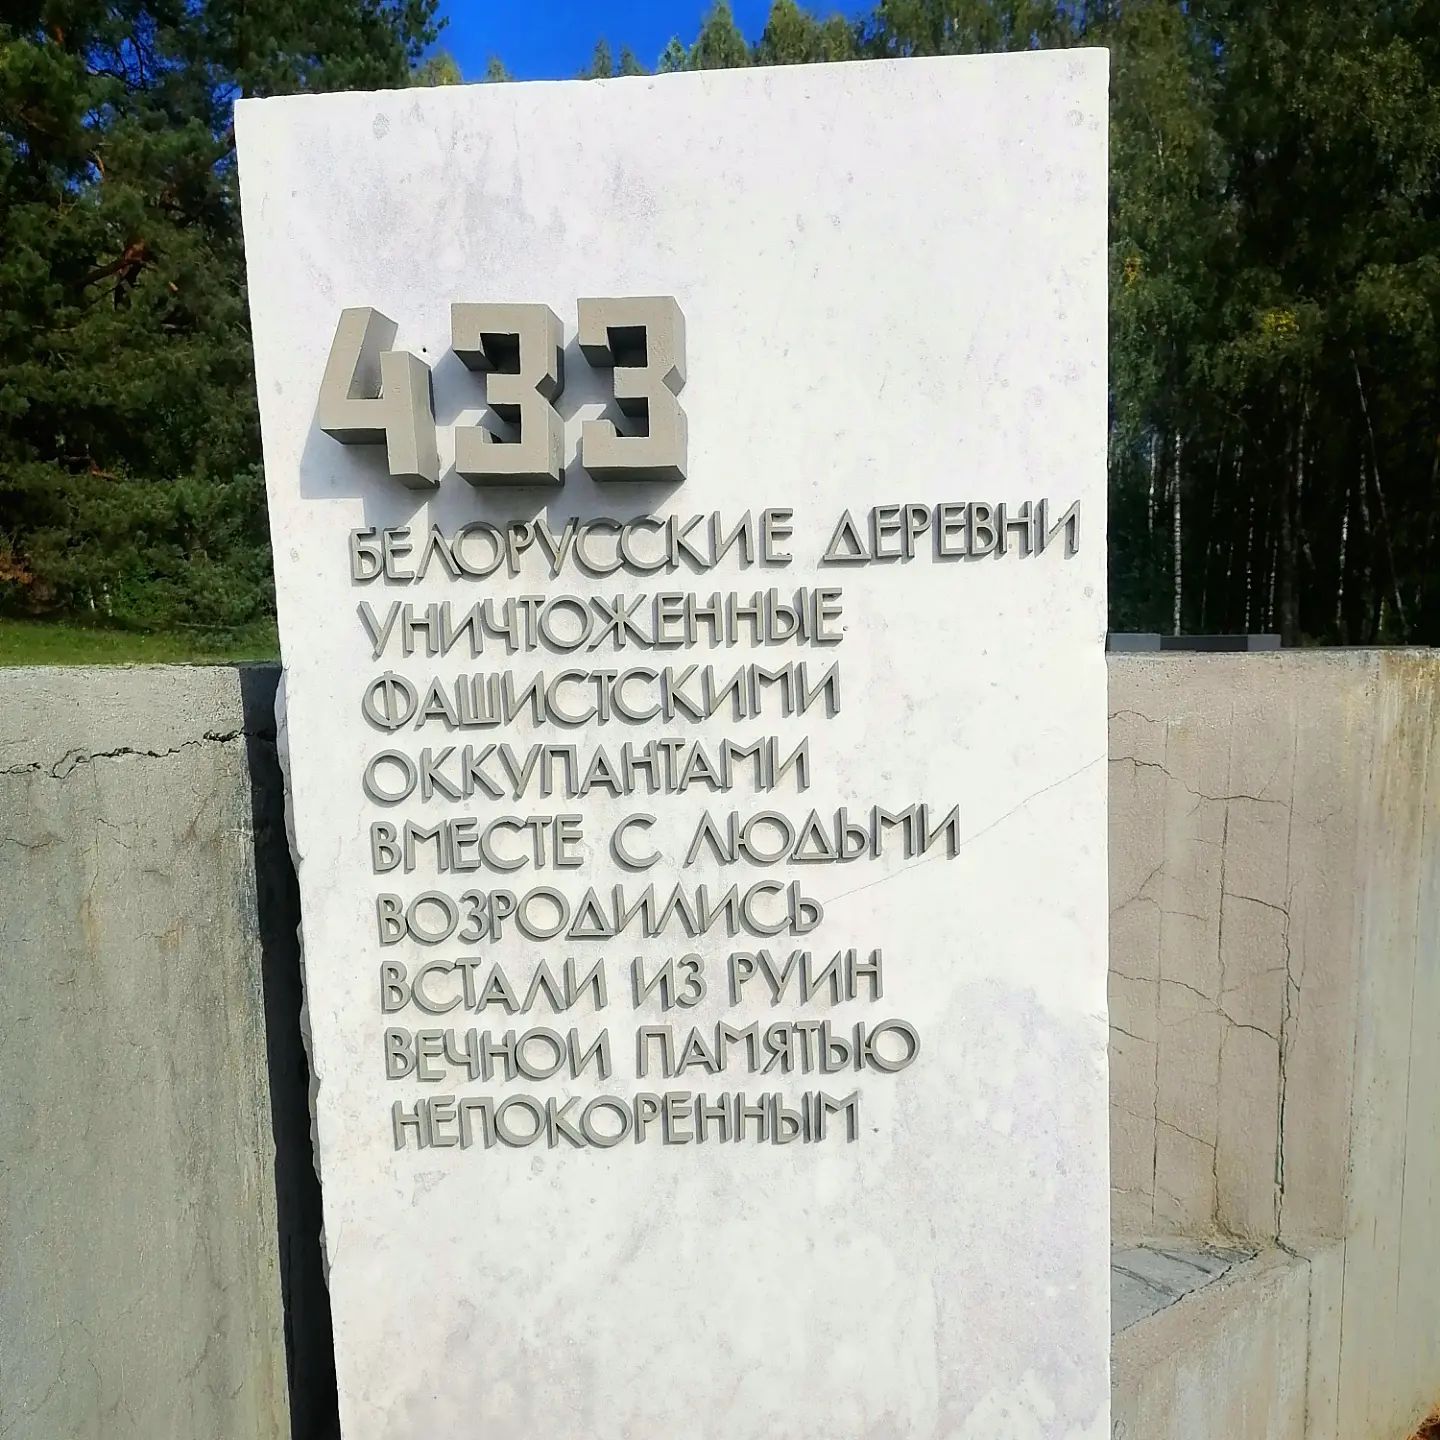 433
БЕЛОРУССКИЕ ДЕРЕВНИ
УНИЧТОЖЕННЫЕ
ФАШИСТСКИМИ
ОККУПАНТАМИ
ВМЕСТЕ С ЛЮДЬМИ
ВОЗРОДИЛИСЬ
ВСТАЛИ ИЗ РУИН
ВЕЧНОЙ ПАМЯТЬЮ
НЕПОКОРЕННЫМ